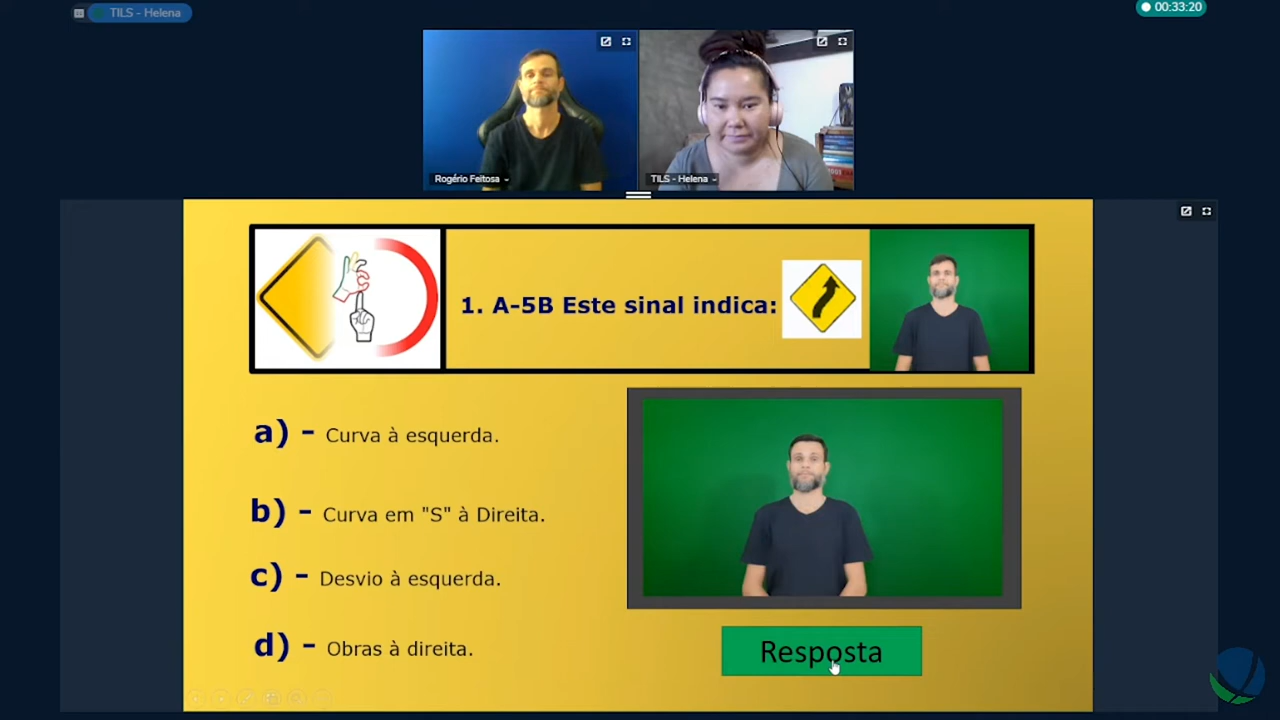 TILS - Helena
00:33:20
Rogério Feitosa
TILS - Helena
1. A-5B Este sinal indica:
a) - Curva à esquerda.
b) - Curva em "S" à Direita.
c) - Desvio à esquerda.
d) - Obras à direita.
Resposta